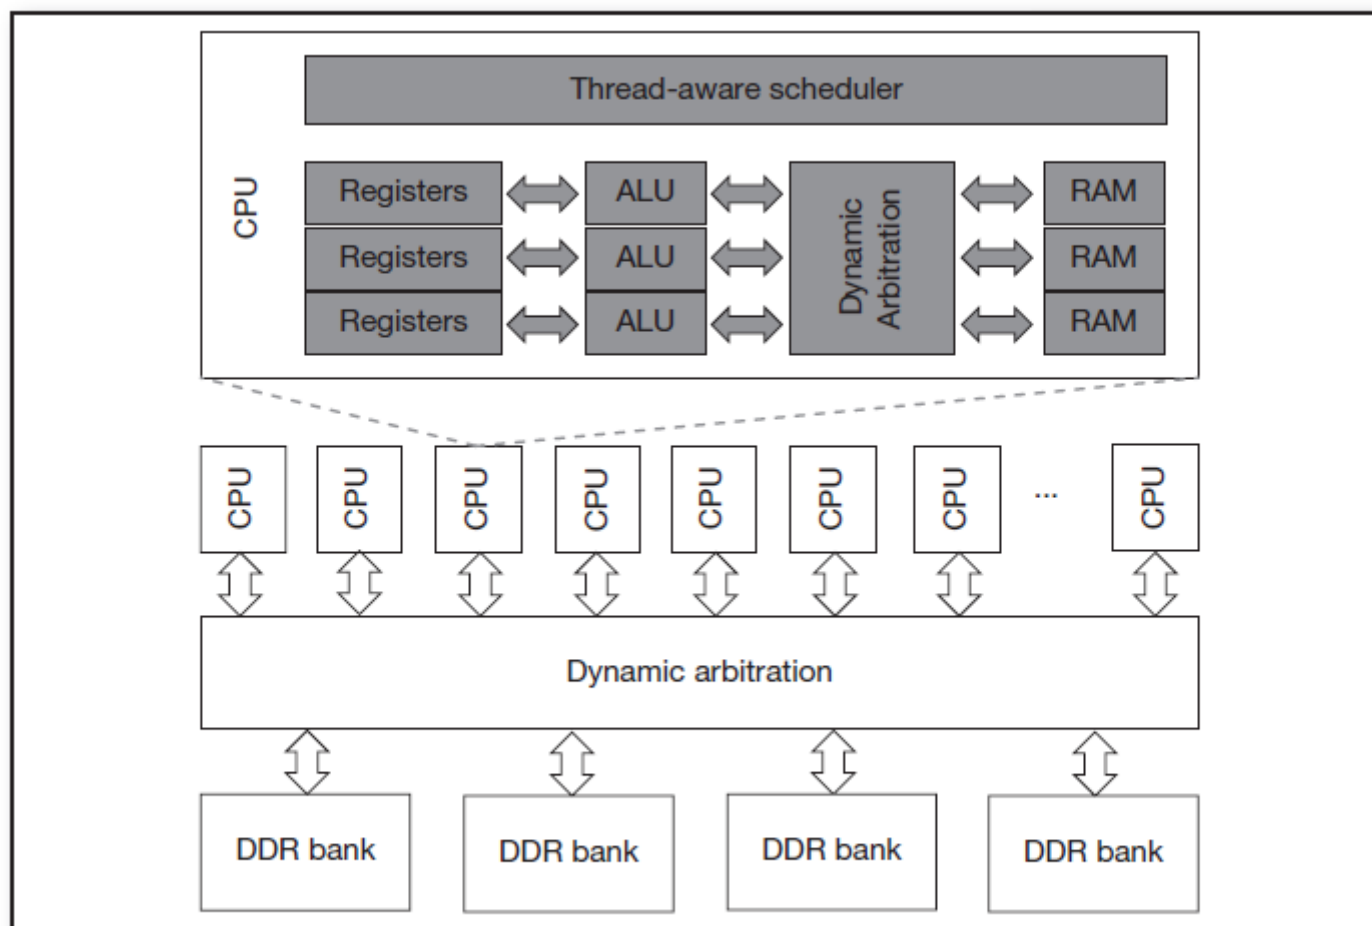 Thread-aware scheduler
CPU
Registers
ALU
Dynamic
Arbitration
RAM
Registers
ALU
RAM
Registers
ALU
RAM
CPU
CPU
CPU
CPU
CPU
CPU
CPU
...
CPU
Dynamic arbitration
DDR bank
DDR bank
DDR bank
DDR bank